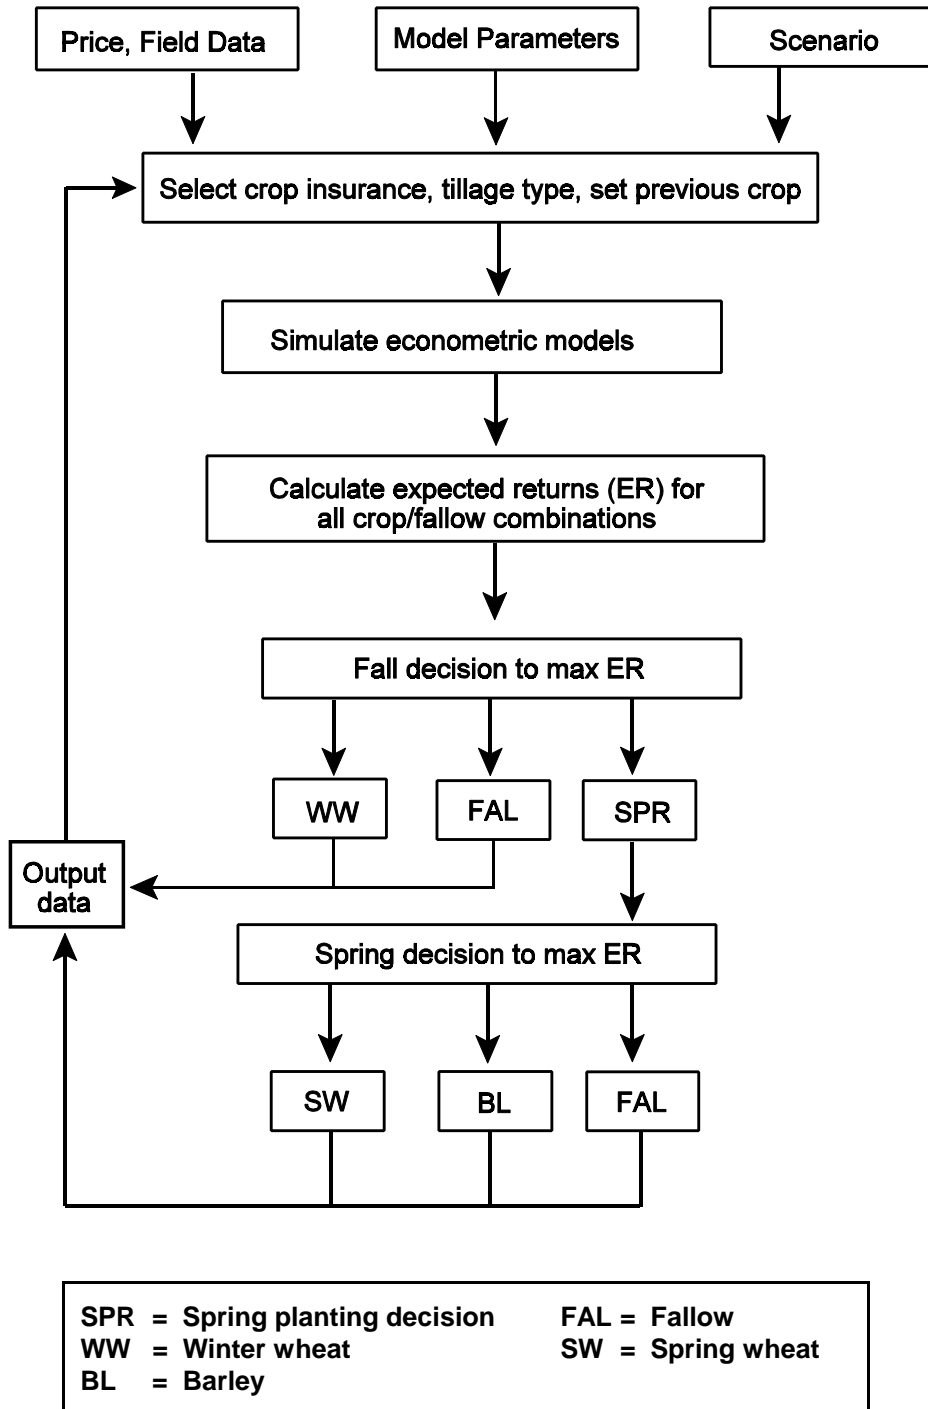 Price, Field Data
Model Parameters
Scenario
Select crop insurance, tillage type, set previous crop
Simulate econometric models
Calculate expected returns (ER) for
all crop/fallow combinations
Fall decision to max ER
WW
FAL
SPR
Output
data
Spring decision to max ER
SW
BL
FAL
SPR = Spring planting decision
FAL = Fallow
WW = Winter wheat
SW = Spring wheat
BL = Barley